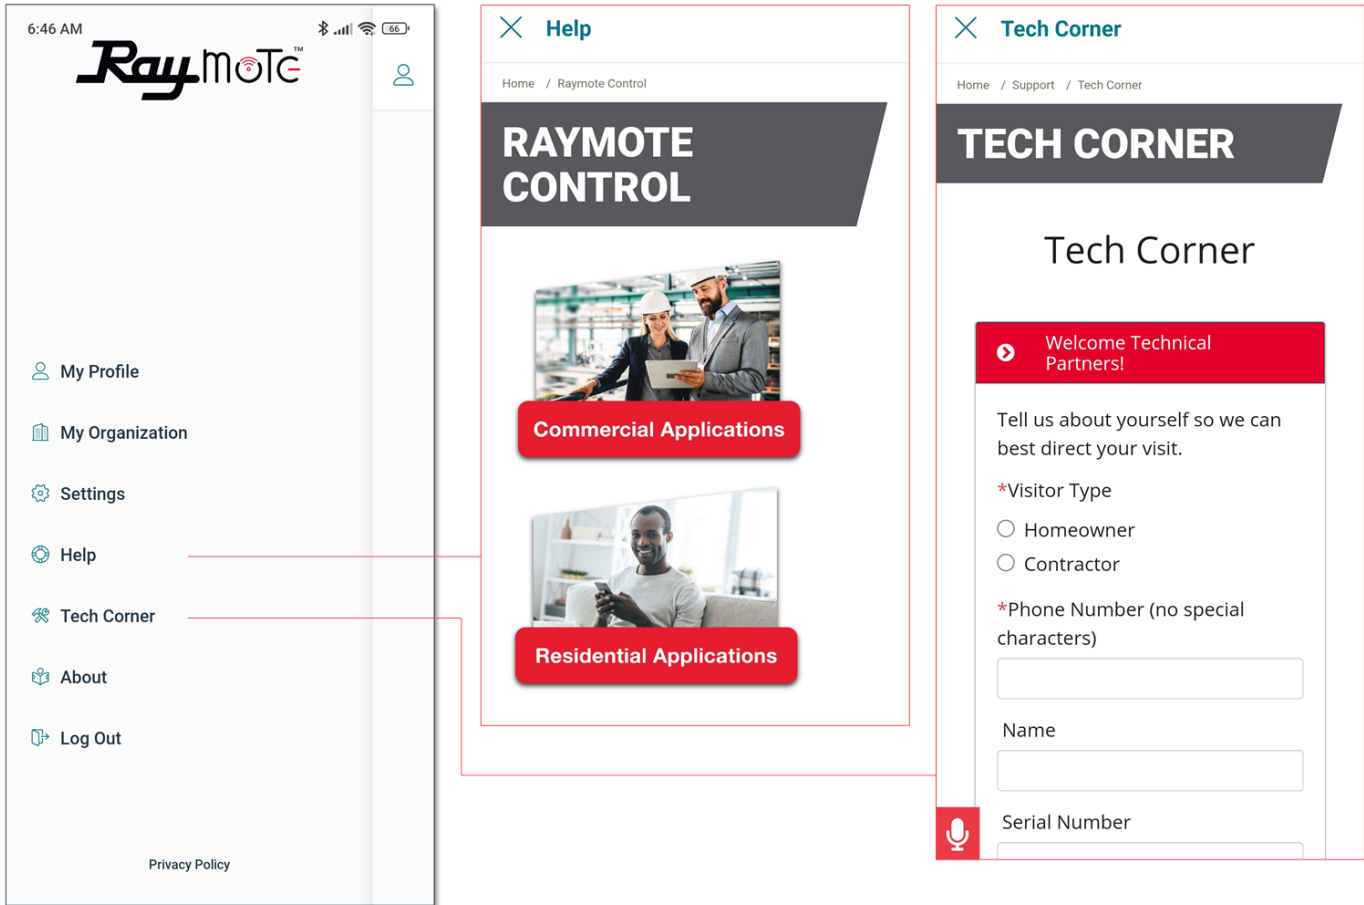 6:46 AM
66
Raymote™
My Profile
My Organization
Settings
Help
Tech Corner
About
Log Out
Privacy Policy
Help
Home / Raymote Control
RAYMOTE
CONTROL
Commercial Applications
Residential Applications
Tech Corner
Home / Support / Tech Corner
TECH CORNER
Tech Corner
Welcome Technical
Partners!
Tell us about yourself so we can
best direct your visit.
*Visitor Type
Homeowner
Contractor
*Phone Number (no special
characters)
Name
Serial Number